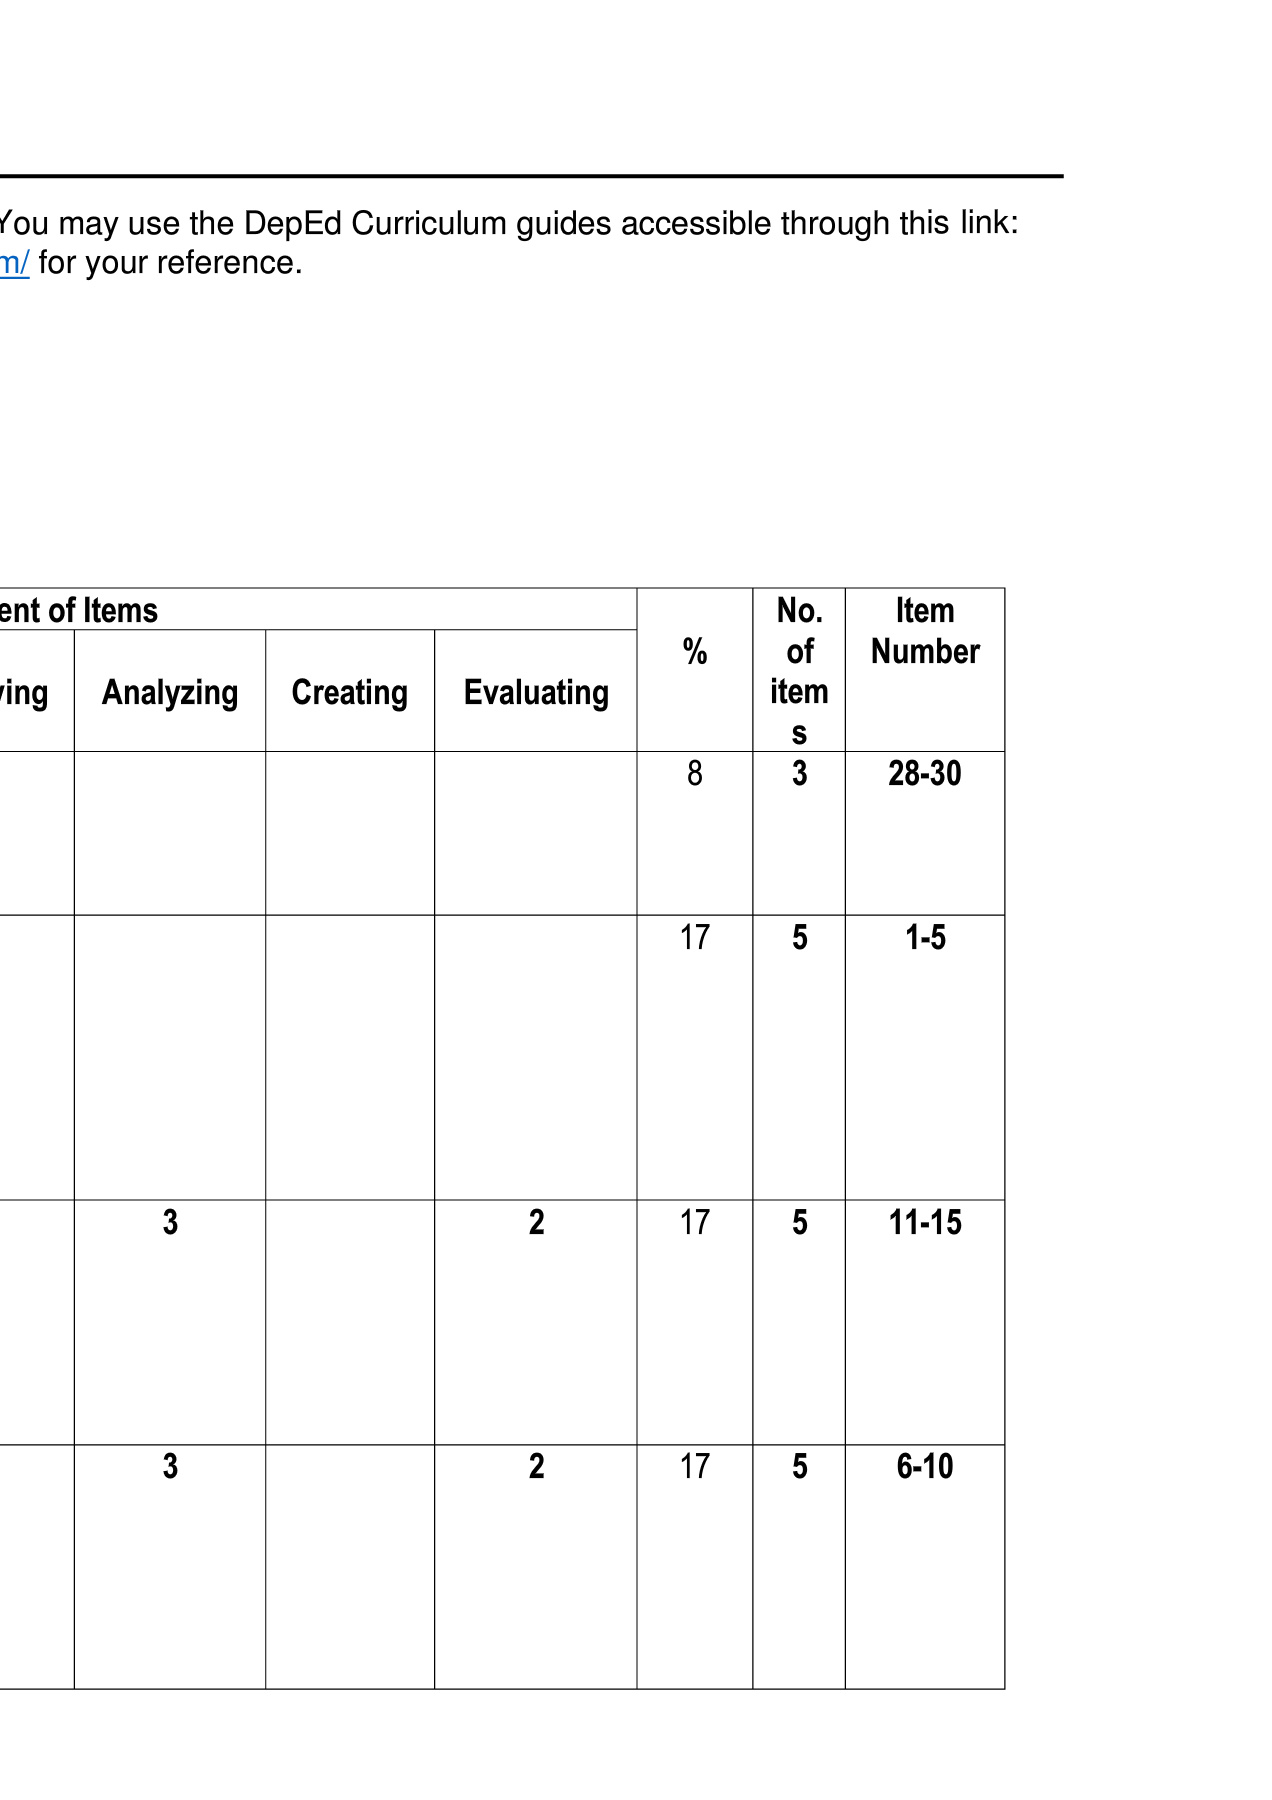 You may use the DepEd Curriculum guides accessible through this link:
m/ for your reference.
ent of Items
%
No. of items
Item Number
ying
Analyzing
Creating
Evaluating
8
3
28-30
17
5
1-5
3
2
17
5
11-15
3
2
17
5
6-10